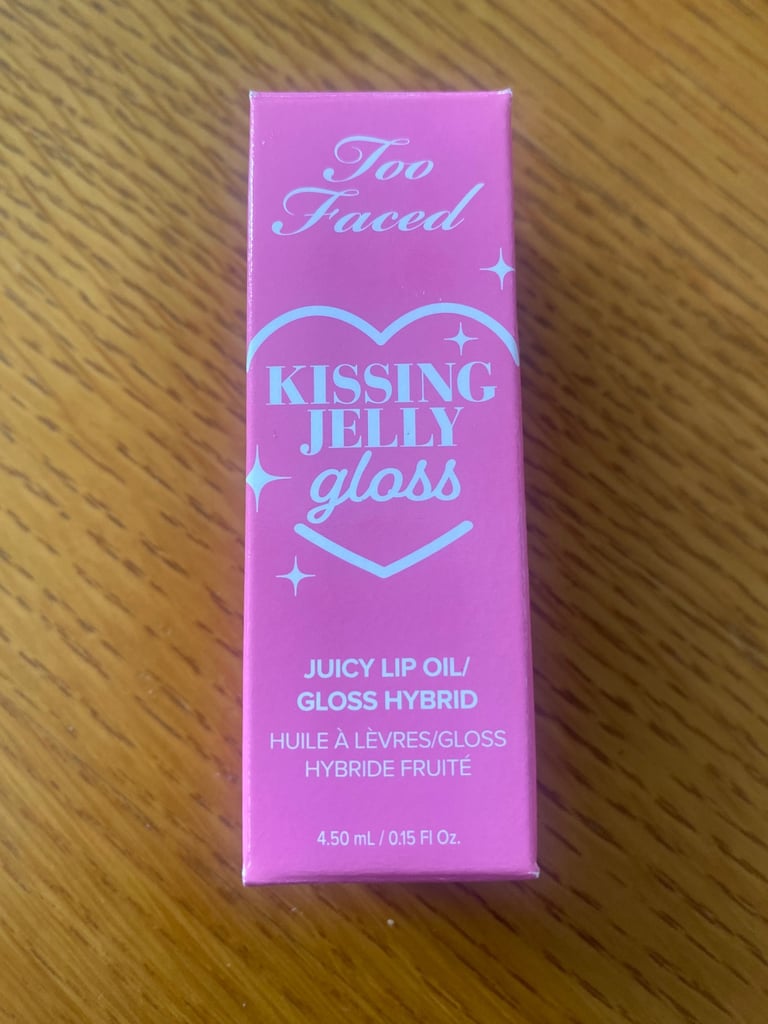 Too
Faced
KISSING
JELLY
gloss
JUICY LIP OIL/
GLOSS HYBRID
HUILE À LÈVRES/GLOSS
HYBRIDE FRUITÉ
4.50 mL / 0.15 Fl Oz.